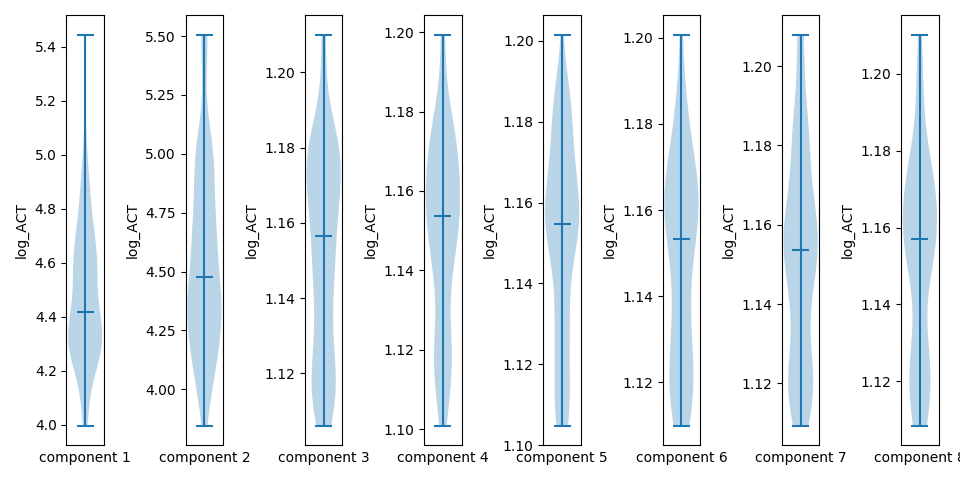 log_ACT
5.4
5.2
5.0
4.8
4.6
4.4
4.2
4.0
component 1
log_ACT
5.50
5.25
5.00
4.75
4.50
4.25
4.00
component 2
log_ACT
1.20
1.18
1.16
1.14
1.12
component 3
log_ACT
1.20
1.18
1.16
1.14
1.12
1.10
component 4
log_ACT
1.20
1.18
1.16
1.14
1.12
1.10
component 5
log_ACT
1.20
1.18
1.16
1.14
1.12
component 6
log_ACT
1.20
1.18
1.16
1.14
1.12
component 7
log_ACT
1.20
1.18
1.16
1.14
1.12
component 8